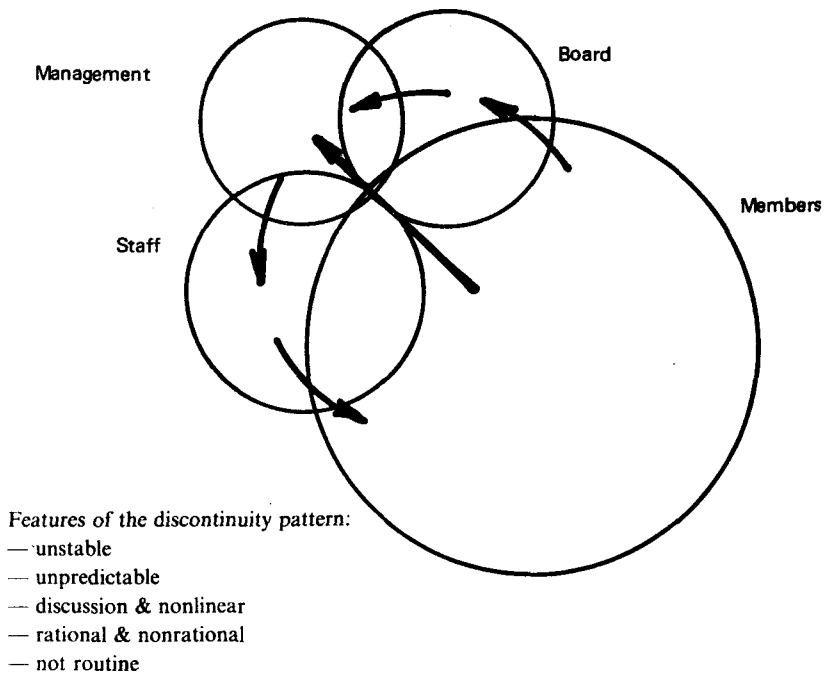 Management
Board
Members
Staff
Features of the discontinuity pattern:
— unstable
— unpredictable
— discussion & nonlinear
— rational & nonrational
— not routine